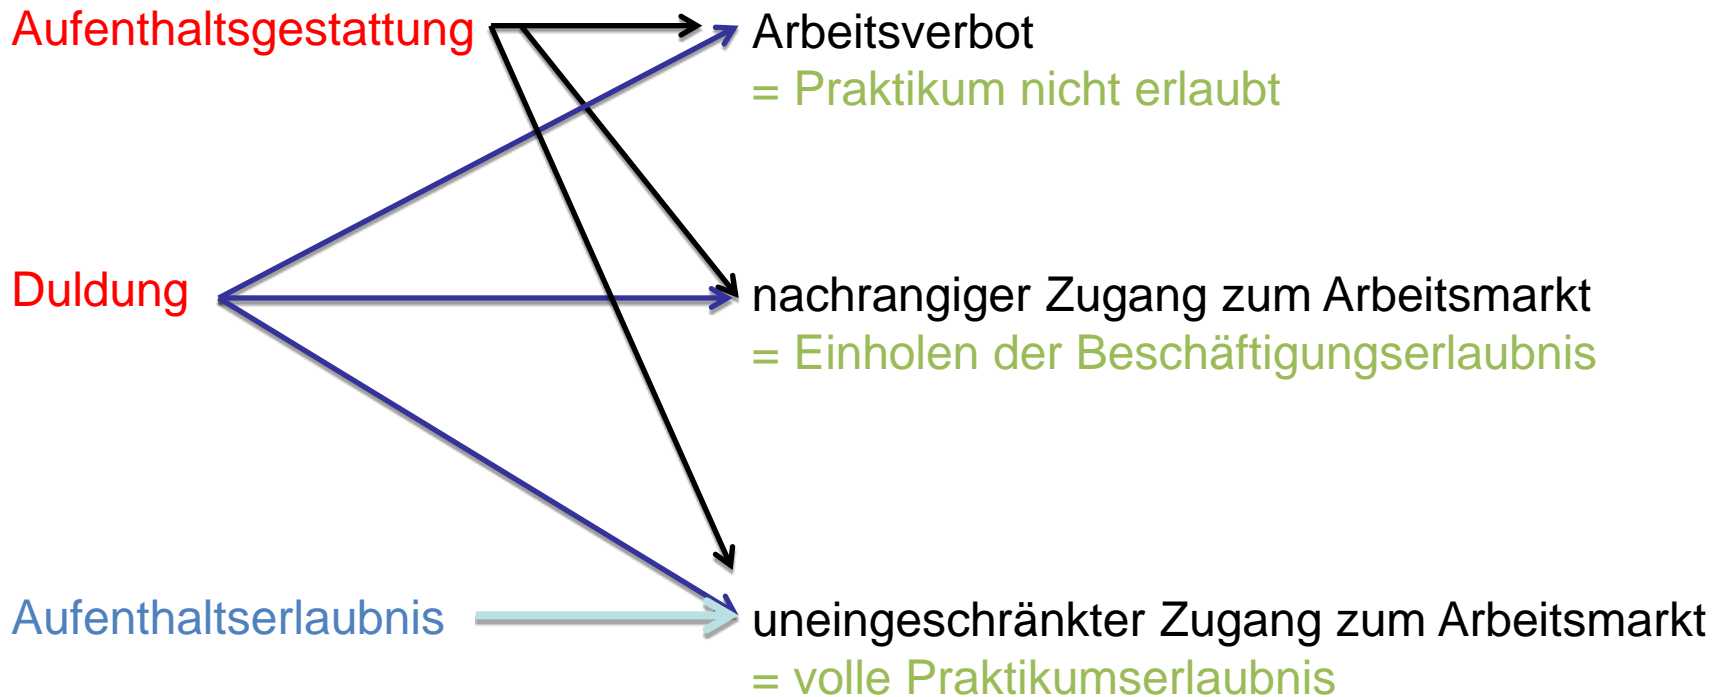 Aufenthaltsgestattung
Arbeitsverbot
= Praktikum nicht erlaubt
Duldung
nachrangiger Zugang zum Arbeitsmarkt
= Einholen der Beschäftigungserlaubnis
Aufenthaltserlaubnis
uneingeschränkter Zugang zum Arbeitsmarkt
= volle Praktikumserlaubnis